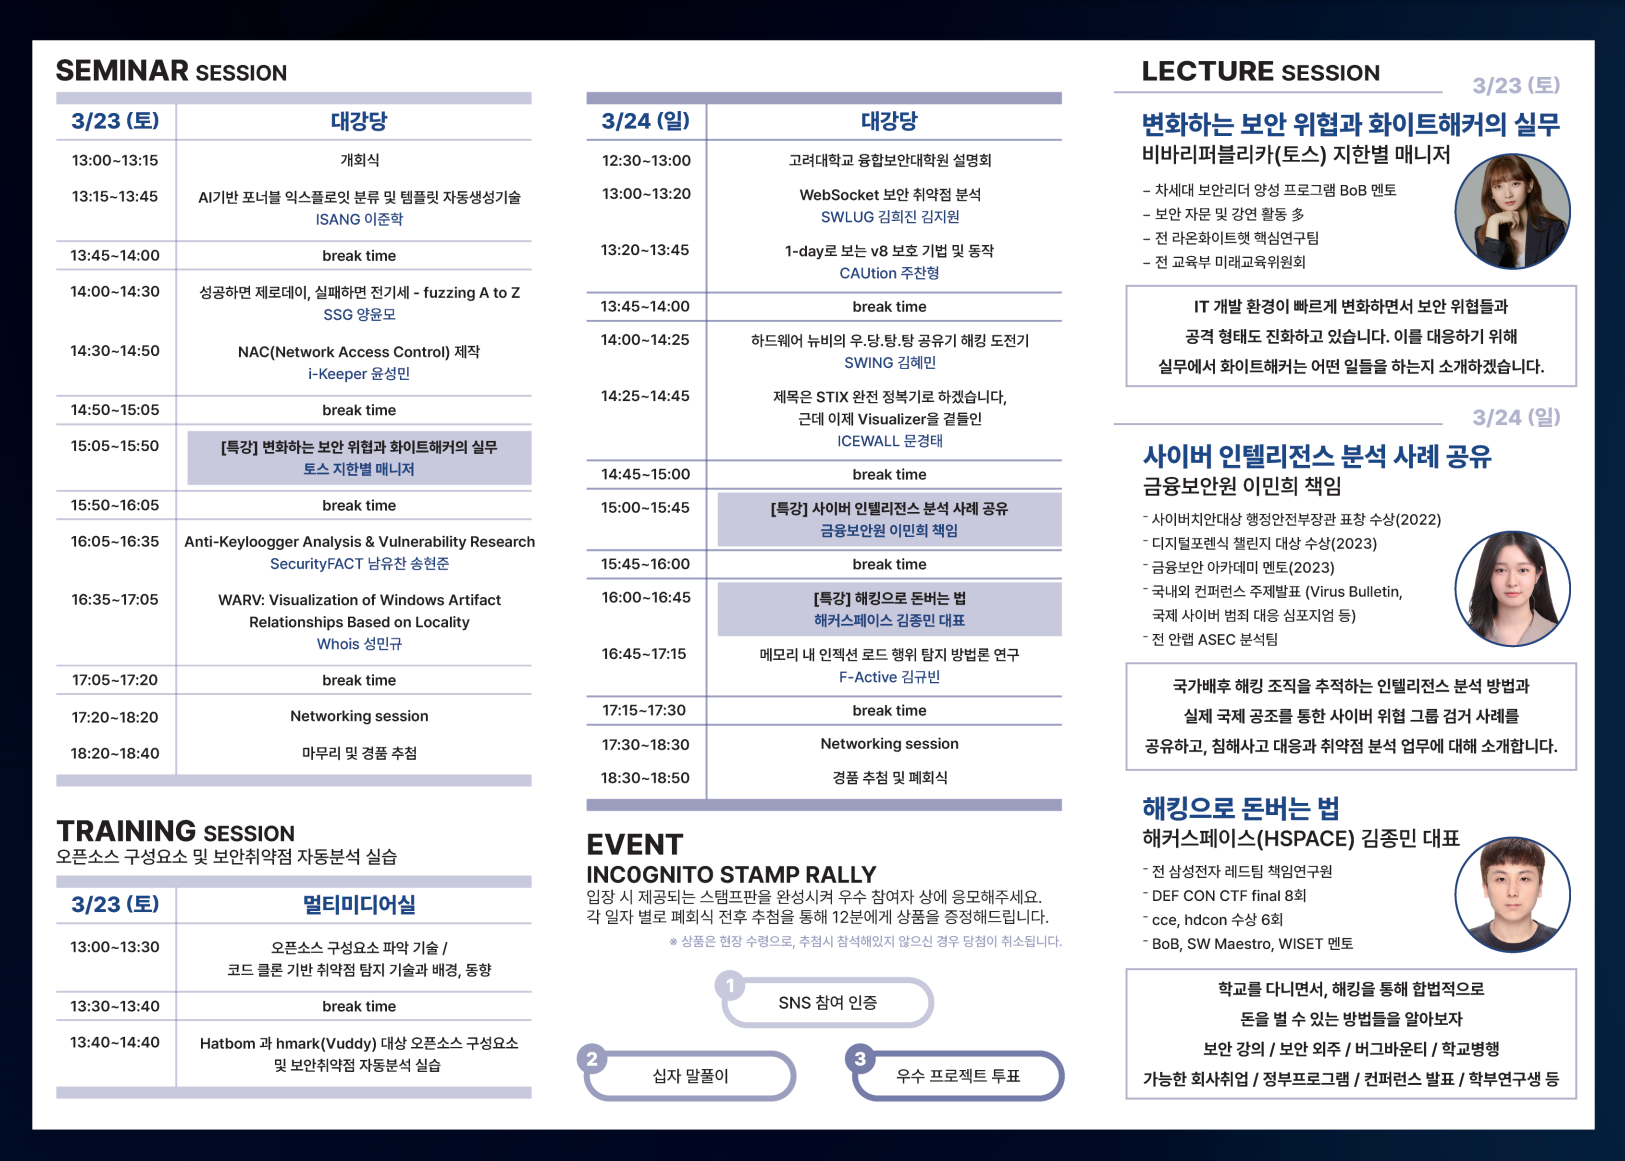 SEMINAR SESSION
3/23 (토) 대강당
13:00~13:15 개회식
13:15~13:45 AI기반 포너블 익스플로잇 분류 및 템플릿 자동생성기술
ISANG 이준학
13:45~14:00 break time
14:00~14:30 성공하면 제로데이, 실패하면 전기세 - fuzzing A to Z
SSG 양윤모
14:30~14:50 NAC(Network Access Control) 제작
i-Keeper 윤성민
14:50~15:05 break time
15:05~15:50 [특강] 변화하는 보안 위협과 화이트해커의 실무
토스 지한별 매니저
15:50~16:05 break time
16:05~16:35 Anti-Keyloogger Analysis & Vulnerability Research
SecurityFACT 남유찬 송현준
16:35~17:05 WARV: Visualization of Windows Artifact
Relationships Based on Locality
Whois 성민규
17:05~17:20 break time
17:20~18:20 Networking session
18:20~18:40 마무리 및 경품 추첨
TRAINING SESSION
오픈소스 구성요소 및 보안취약점 자동분석 실습
3/23 (토) 멀티미디어실
13:00~13:30 오픈소스 구성요소 파악 기술 /
코드 클론 기반 취약점 탐지 기술과 배경, 동향
13:30~13:40 break time
13:40~14:40 Hatbom 과 hmark(Vuddy) 대상 오픈소스 구성요소
및 보안취약점 자동분석 실습
3/24 (일) 대강당
12:30~13:00 고려대학교 융합보안대학원 설명회
13:00~13:20 WebSocket 보안 취약점 분석
SWLUG 김희진 김지원
13:20~13:45 1-day로 보는 v8 보호 기법 및 동작
CAUtion 주찬형
13:45~14:00 break time
14:00~14:25 하드웨어 뉴비의 우.당.탕.탕 공유기 해킹 도전기
SWING 김혜민
14:25~14:45 제목은 STIX 완전 정복기로 하겠습니다,
근데 이제 Visualizer을 곁들인
ICEWALL 문경태
14:45~15:00 break time
15:00~15:45 [특강] 사이버 인텔리전스 분석 사례 공유
금융보안원 이민희 책임
15:45~16:00 break time
16:00~16:45 [특강] 해킹으로 돈버는 법
해커스페이스 김종민 대표
16:45~17:15 메모리 내 인젝션 로드 행위 탐지 방법론 연구
F-Active 김규빈
17:15~17:30 break time
17:30~18:30 Networking session
18:30~18:50 경품 추첨 및 폐회식
EVENT
INC0GNITO STAMP RALLY
입장 시 제공되는 스탬프판을 완성시켜 우수 참여자 상에 응모해주세요.
각 일자 별로 폐회식 전후 추첨을 통해 12분에게 상품을 증정해드립니다.
※ 상품은 현장 수령으로, 추첨시 참석해있지 않으신 경우 당첨이 취소됩니다.
1 SNS 참여 인증
2 십자 말풀이
3 우수 프로젝트 투표
LECTURE SESSION
3/23 (토)
변화하는 보안 위협과 화이트해커의 실무
비바리퍼블리카(토스) 지한별 매니저
– 차세대 보안리더 양성 프로그램 BoB 멘토
– 보안 자문 및 강연 활동 多
– 전 라온화이트햇 핵심연구팀
– 전 교육부 미래교육위원회
IT 개발 환경이 빠르게 변화하면서 보안 위협들과
공격 형태도 진화하고 있습니다. 이를 대응하기 위해
실무에서 화이트해커는 어떤 일들을 하는지 소개하겠습니다.
3/24 (일)
사이버 인텔리전스 분석 사례 공유
금융보안원 이민희 책임
- 사이버치안대상 행정안전부장관 표창 수상(2022)
- 디지털포렌식 챌린지 대상 수상(2023)
- 금융보안 아카데미 멘토(2023)
- 국내외 컨퍼런스 주제발표 (Virus Bulletin,
국제 사이버 범죄 대응 심포지엄 등)
- 전 안랩 ASEC 분석팀
국가배후 해킹 조직을 추적하는 인텔리전스 분석 방법과
실제 국제 공조를 통한 사이버 위협 그룹 검거 사례를
공유하고, 침해사고 대응과 취약점 분석 업무에 대해 소개합니다.
해킹으로 돈버는 법
해커스페이스(HSPACE) 김종민 대표
- 전 삼성전자 레드팀 책임연구원
- DEF CON CTF final 8회
- cce, hdcon 수상 6회
- BoB, SW Maestro, WISET 멘토
학교를 다니면서, 해킹을 통해 합법적으로
돈을 벌 수 있는 방법들을 알아보자
보안 강의 / 보안 외주 / 버그바운티 / 학교병행
가능한 회사취업 / 정부프로그램 / 컨퍼런스 발표 / 학부연구생 등